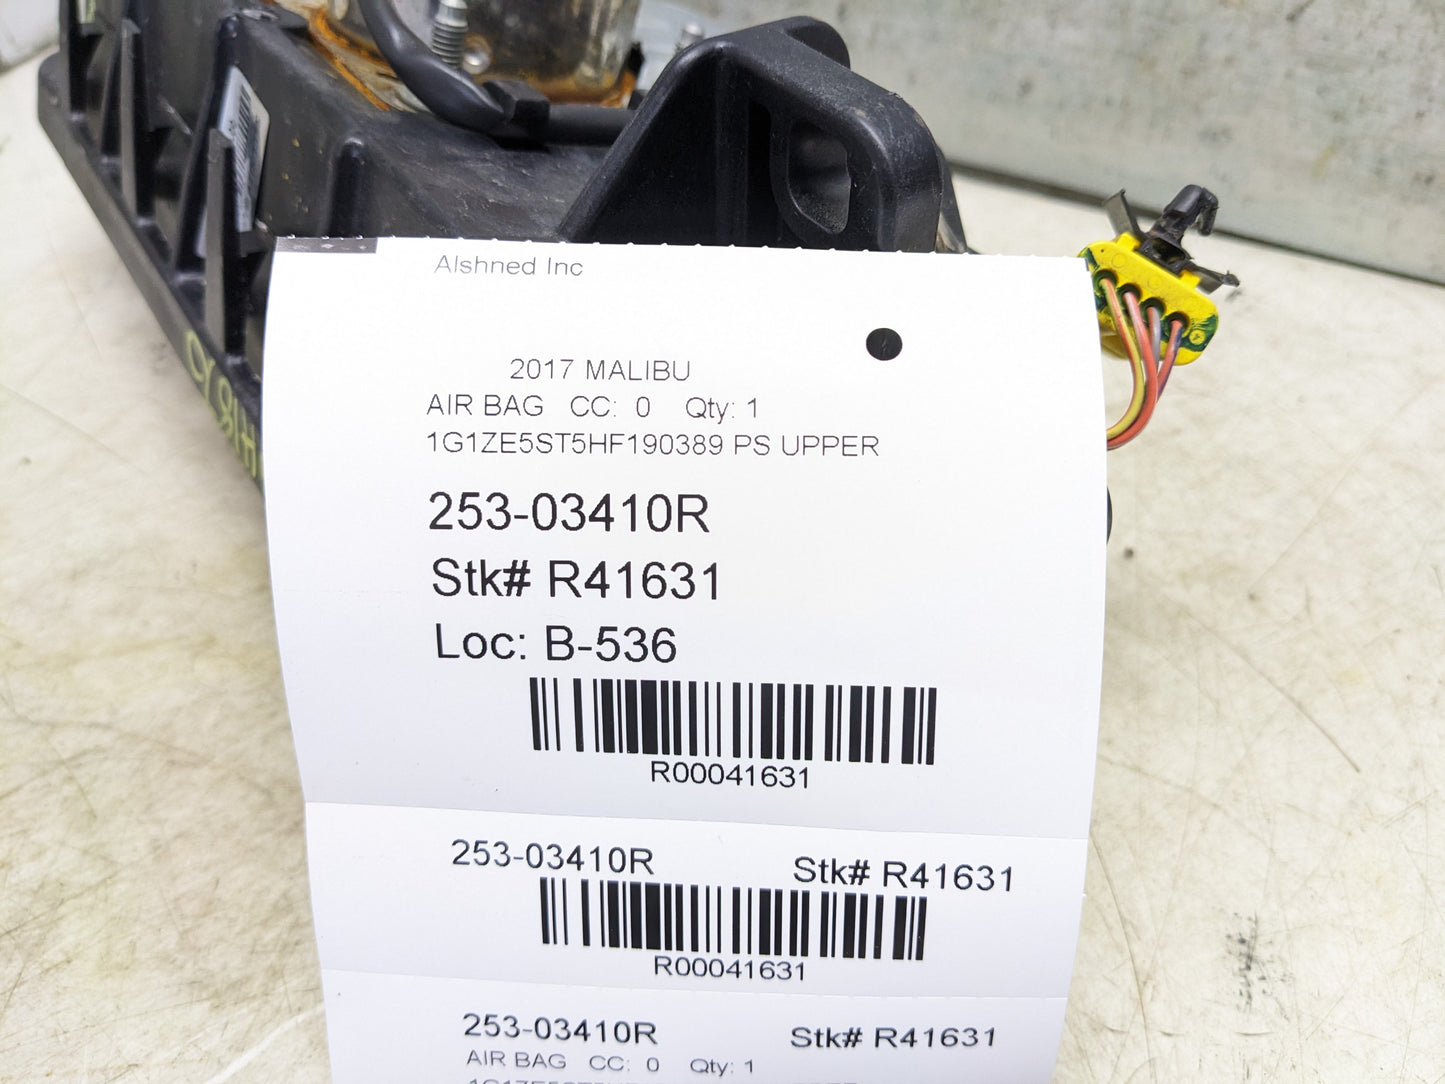 Alshned Inc
2017 MALIBU
AIR BAG CC: 0 Qty: 1
1G1ZE5ST5HF190389 PS UPPER
253-03410R
Stk# R41631
Loc: B-536
R00041631
253-03410R Stk# R41631
R00041631
253-03410R Stk# R41631
AIR BAG CC: 0 Qty: 1